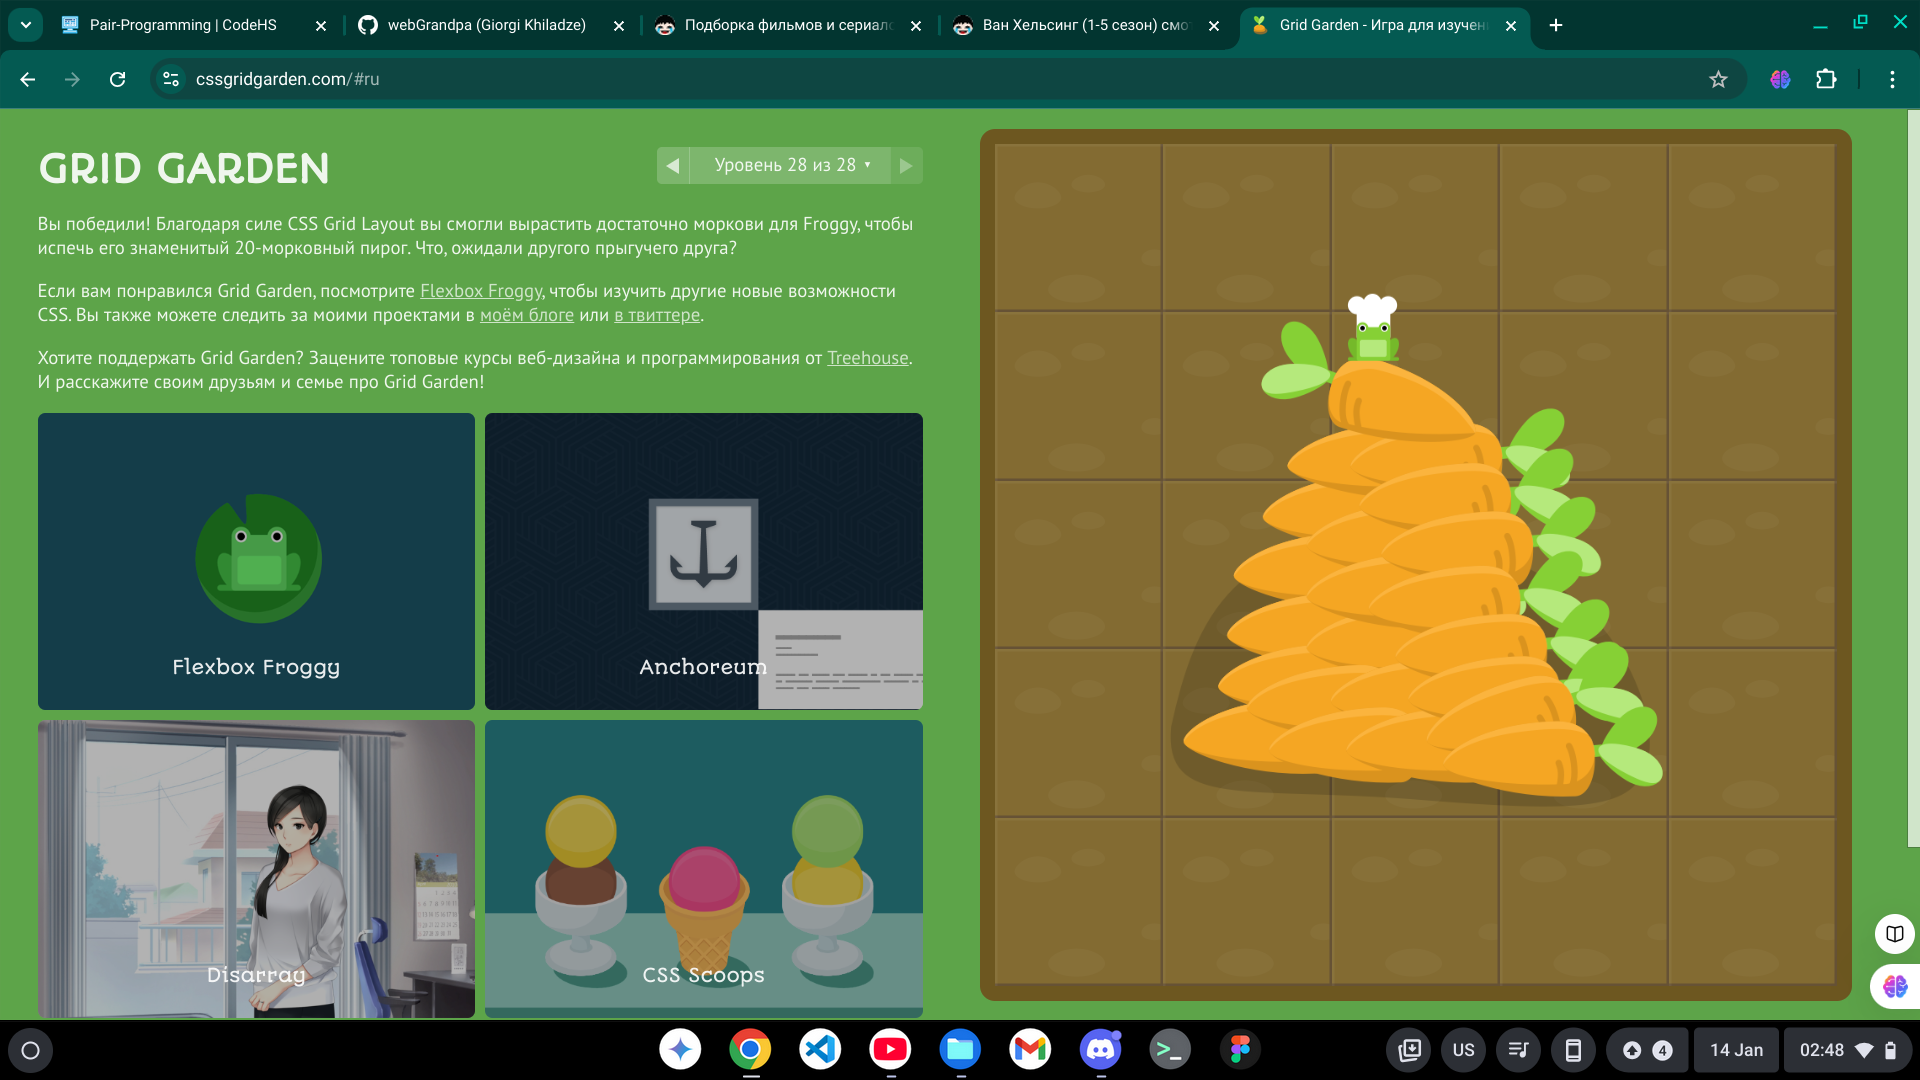 Pair-Programming | CodeHS
webGrandpa (Giorgi Khiladze)
Подборка фильмов и сериало
Ван Хельсинг (1-5 сезон) смо
Grid Garden - Игра для изучен
cssgridgarden.com/#ru
GRID GARDEN
Уровень 28 из 28
Вы победили! Благодаря силе CSS Grid Layout вы смогли вырастить достаточно моркови для Froggy, чтобы
испечь его знаменитый 20-морковный пирог. Что, ожидали другого прыгучего друга?
Если вам понравился Grid Garden, посмотрите Flexbox Froggy, чтобы изучить другие новые возможности
CSS. Вы также можете следить за моими проектами в моём блоге или в твиттере.
Хотите поддержать Grid Garden? Зацените топовые курсы веб-дизайна и программирования от Treehouse.
И расскажите своим друзьям и семье про Grid Garden!
Flexbox Froggy
Anchoreum
Disarray
CSS Scoops
US
4
14 Jan
02:48